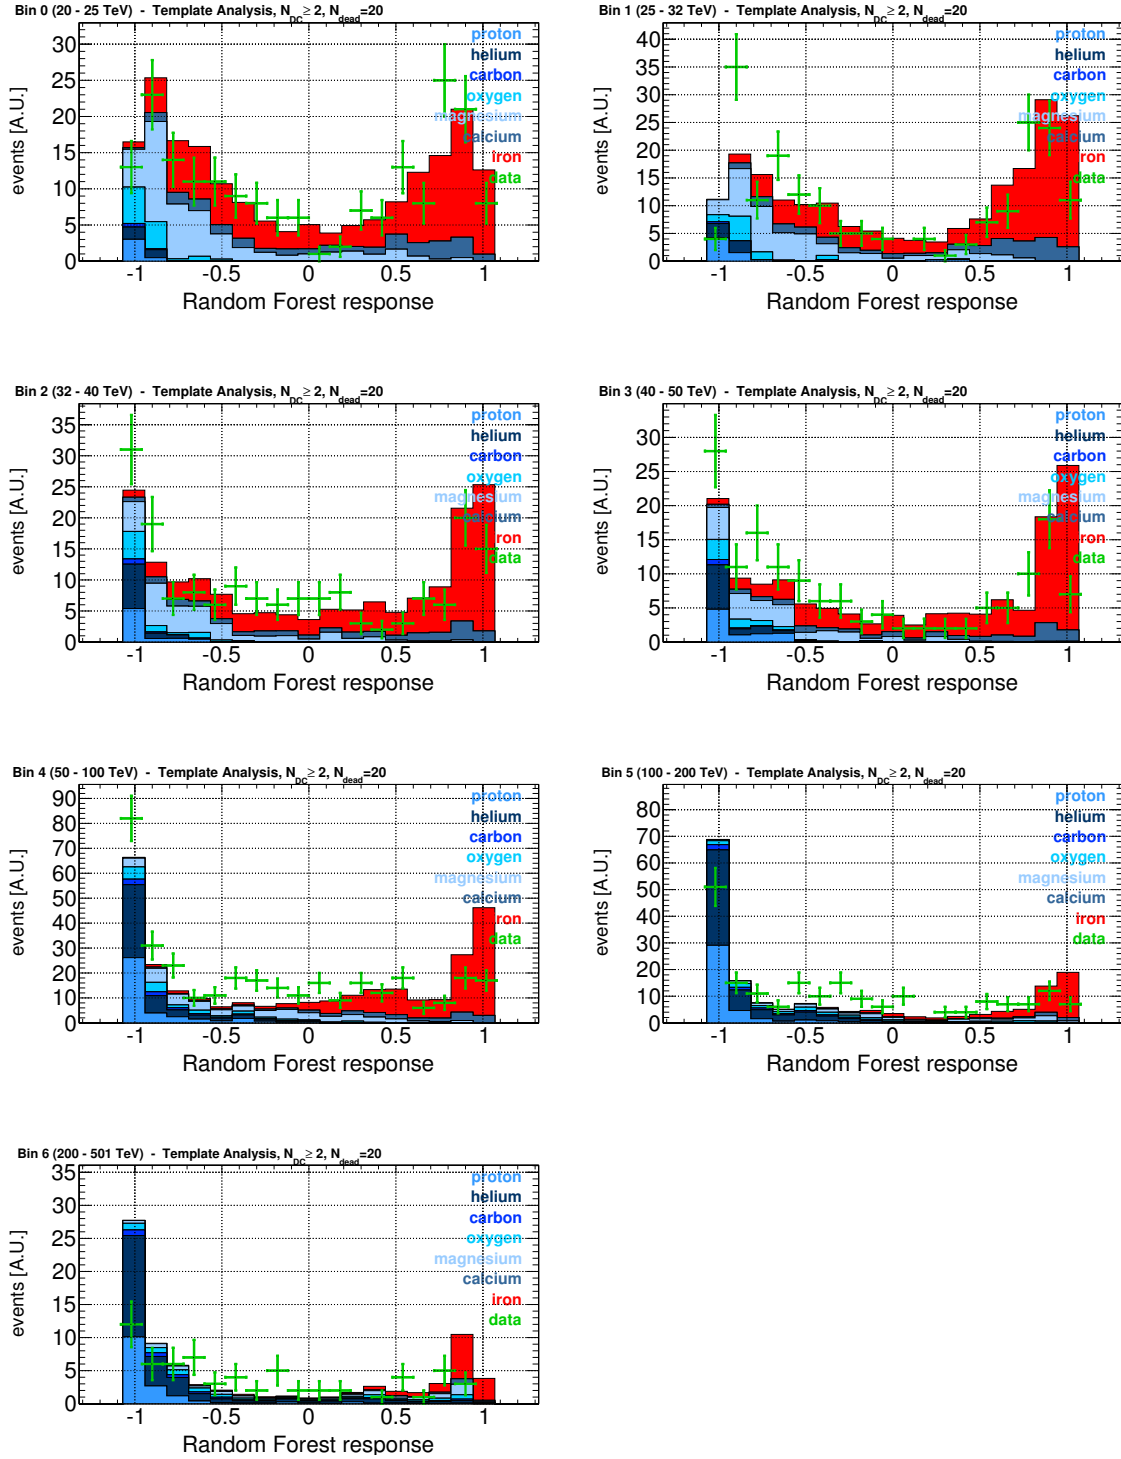 Bin 0 (20 - 25 TeV) - Template Analysis, N_DC ≥ 2, N_dead=20
events [A.U.]
30
25
20
15
10
5
0
proton
helium
carbon
oxygen
magnesium
calcium
iron
data
-1 -0.5 0 0.5 1
Random Forest response
Bin 1 (25 - 32 TeV) - Template Analysis, N_DC ≥ 2, N_dead=20
events [A.U.]
40
35
30
25
20
15
10
5
0
proton
helium
carbon
oxygen
magnesium
calcium
iron
data
-1 -0.5 0 0.5 1
Random Forest response
Bin 2 (32 - 40 TeV) - Template Analysis, N_DC ≥ 2, N_dead=20
events [A.U.]
35
30
25
20
15
10
5
0
proton
helium
carbon
oxygen
magnesium
calcium
iron
data
-1 -0.5 0 0.5 1
Random Forest response
Bin 3 (40 - 50 TeV) - Template Analysis, N_DC ≥ 2, N_dead=20
events [A.U.]
30
25
20
15
10
5
0
proton
helium
carbon
oxygen
magnesium
calcium
iron
data
-1 -0.5 0 0.5 1
Random Forest response
Bin 4 (50 - 100 TeV) - Template Analysis, N_DC ≥ 2, N_dead=20
events [A.U.]
90
80
70
60
50
40
30
20
10
0
proton
helium
carbon
oxygen
magnesium
calcium
iron
data
-1 -0.5 0 0.5 1
Random Forest response
Bin 5 (100 - 200 TeV) - Template Analysis, N_DC ≥ 2, N_dead=20
events [A.U.]
80
70
60
50
40
30
20
10
0
proton
helium
carbon
oxygen
magnesium
calcium
iron
data
-1 -0.5 0 0.5 1
Random Forest response
Bin 6 (200 - 501 TeV) - Template Analysis, N_DC ≥ 2, N_dead=20
events [A.U.]
35
30
25
20
15
10
5
0
proton
helium
carbon
oxygen
magnesium
calcium
iron
data
-1 -0.5 0 0.5 1
Random Forest response